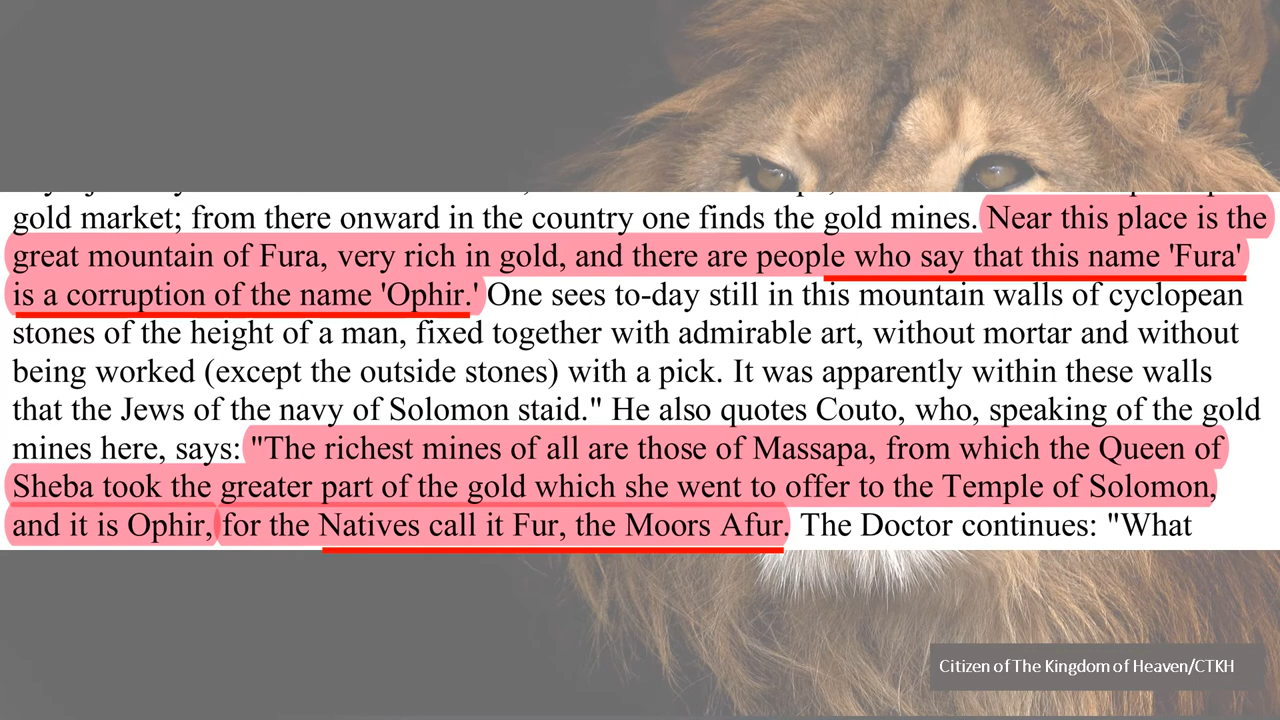 gold market; from there onward in the country one finds the gold mines. Near this place is the
great mountain of Fura, very rich in gold, and there are people who say that this name 'Fura'
is a corruption of the name 'Ophir.' One sees to-day still in this mountain walls of cyclopean
stones of the height of a man, fixed together with admirable art, without mortar and without
being worked (except the outside stones) with a pick. It was apparently within these walls
that the Jews of the navy of Solomon staid." He also quotes Couto, who, speaking of the gold
mines here, says: "The richest mines of all are those of Massapa, from which the Queen of
Sheba took the greater part of the gold which she went to offer to the Temple of Solomon,
and it is Ophir, for the Natives call it Fur, the Moors Afur. The Doctor continues: "What
Citizen of The Kingdom of Heaven/CTKH